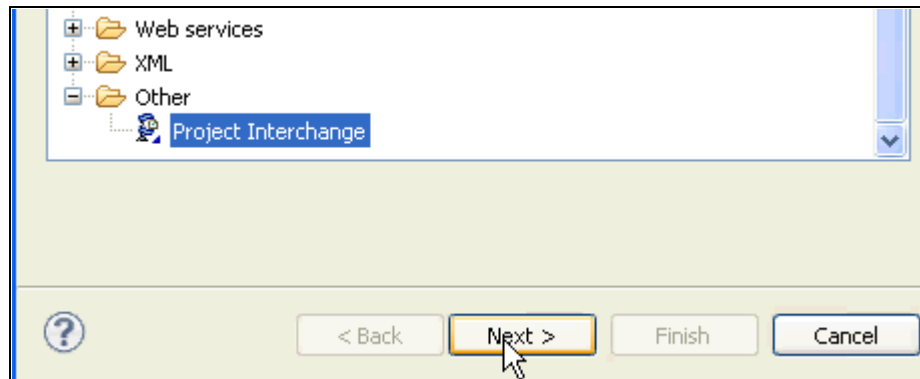 Web services
XML
Other
Project Interchange
? < Back Next > Finish Cancel